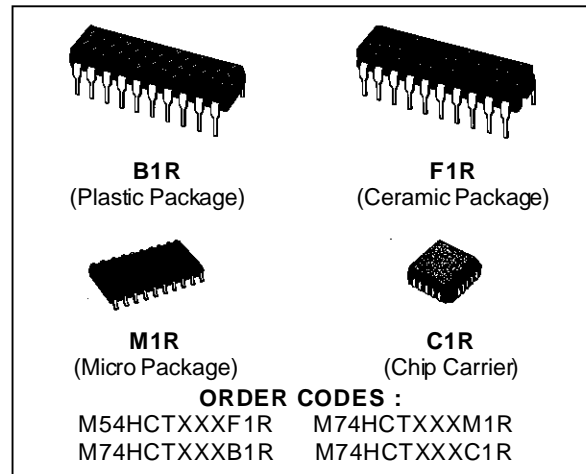 B1R
(Plastic Package)
F1R
(Ceramic Package)
M1R
(Micro Package)
C1R
(Chip Carrier)
ORDER CODES :
M54HCTXXXF1R M74HCTXXXM1R
M74HCTXXXB1R M74HCTXXXC1R